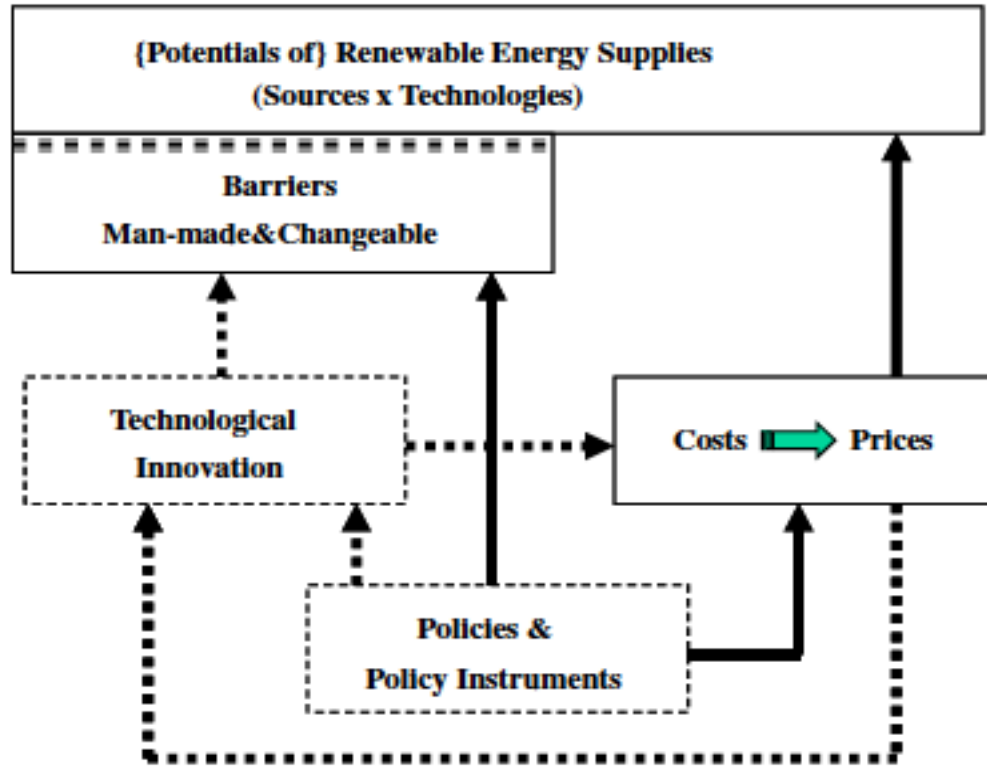 {Potentials of} Renewable Energy Supplies
(Sources x Technologies)
Barriers
Man-made&Changeable
Technological
Innovation
Costs Prices
Policies &
Policy Instruments